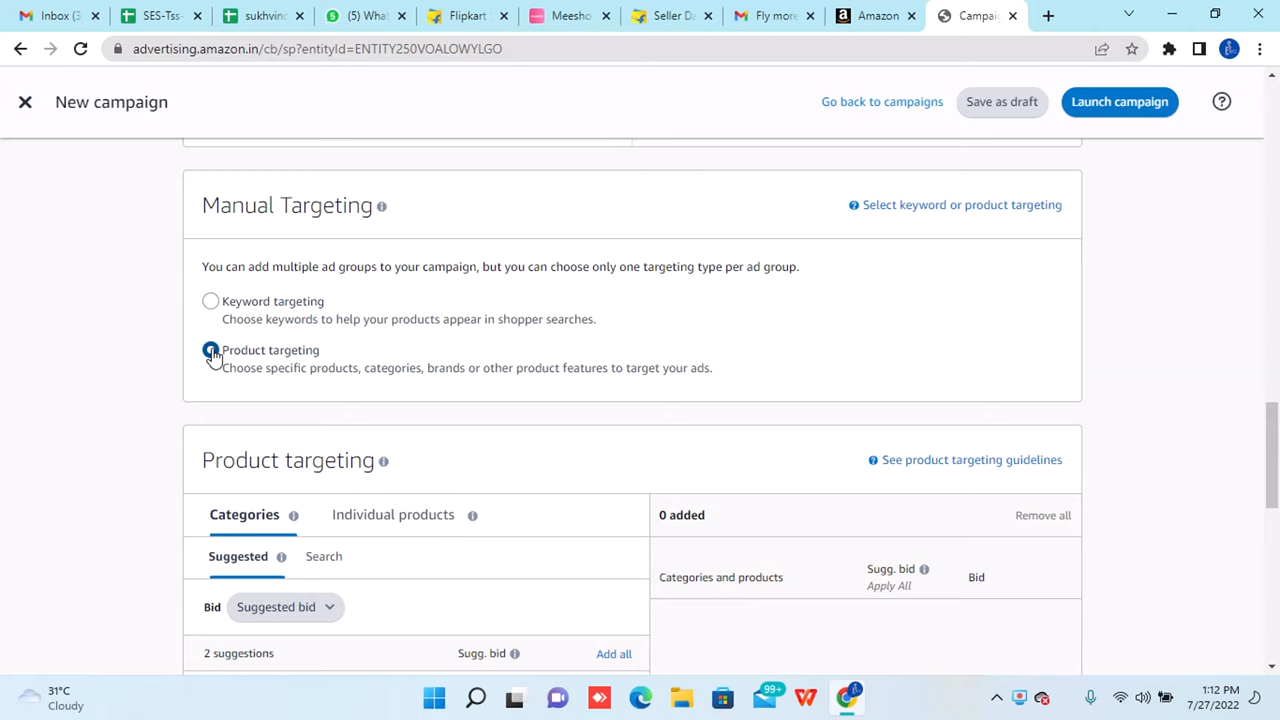 Inbox (3
SES-Tss-
sukhvind
(5) What
Flipkart
Meesho
Seller Da
Fly more
Amazon
Campai
advertising.amazon.in/cb/sp?entityId=ENTITY250VOALOWYLGO
New campaign
Go back to campaigns
Save as draft
Launch campaign
Manual Targeting
Select keyword or product targeting
You can add multiple ad groups to your campaign, but you can choose only one targeting type per ad group.
Keyword targeting
Choose keywords to help your products appear in shopper searches.
Product targeting
Choose specific products, categories, brands or other product features to target your ads.
Product targeting
See product targeting guidelines
Categories
Individual products
0 added
Remove all
Suggested
Search
Categories and products
Sugg. bid
Apply All
Bid
Bid
Suggested bid
2 suggestions
Sugg. bid
Add all
31°C
Cloudy
99+
1:12 PM
7/27/2022